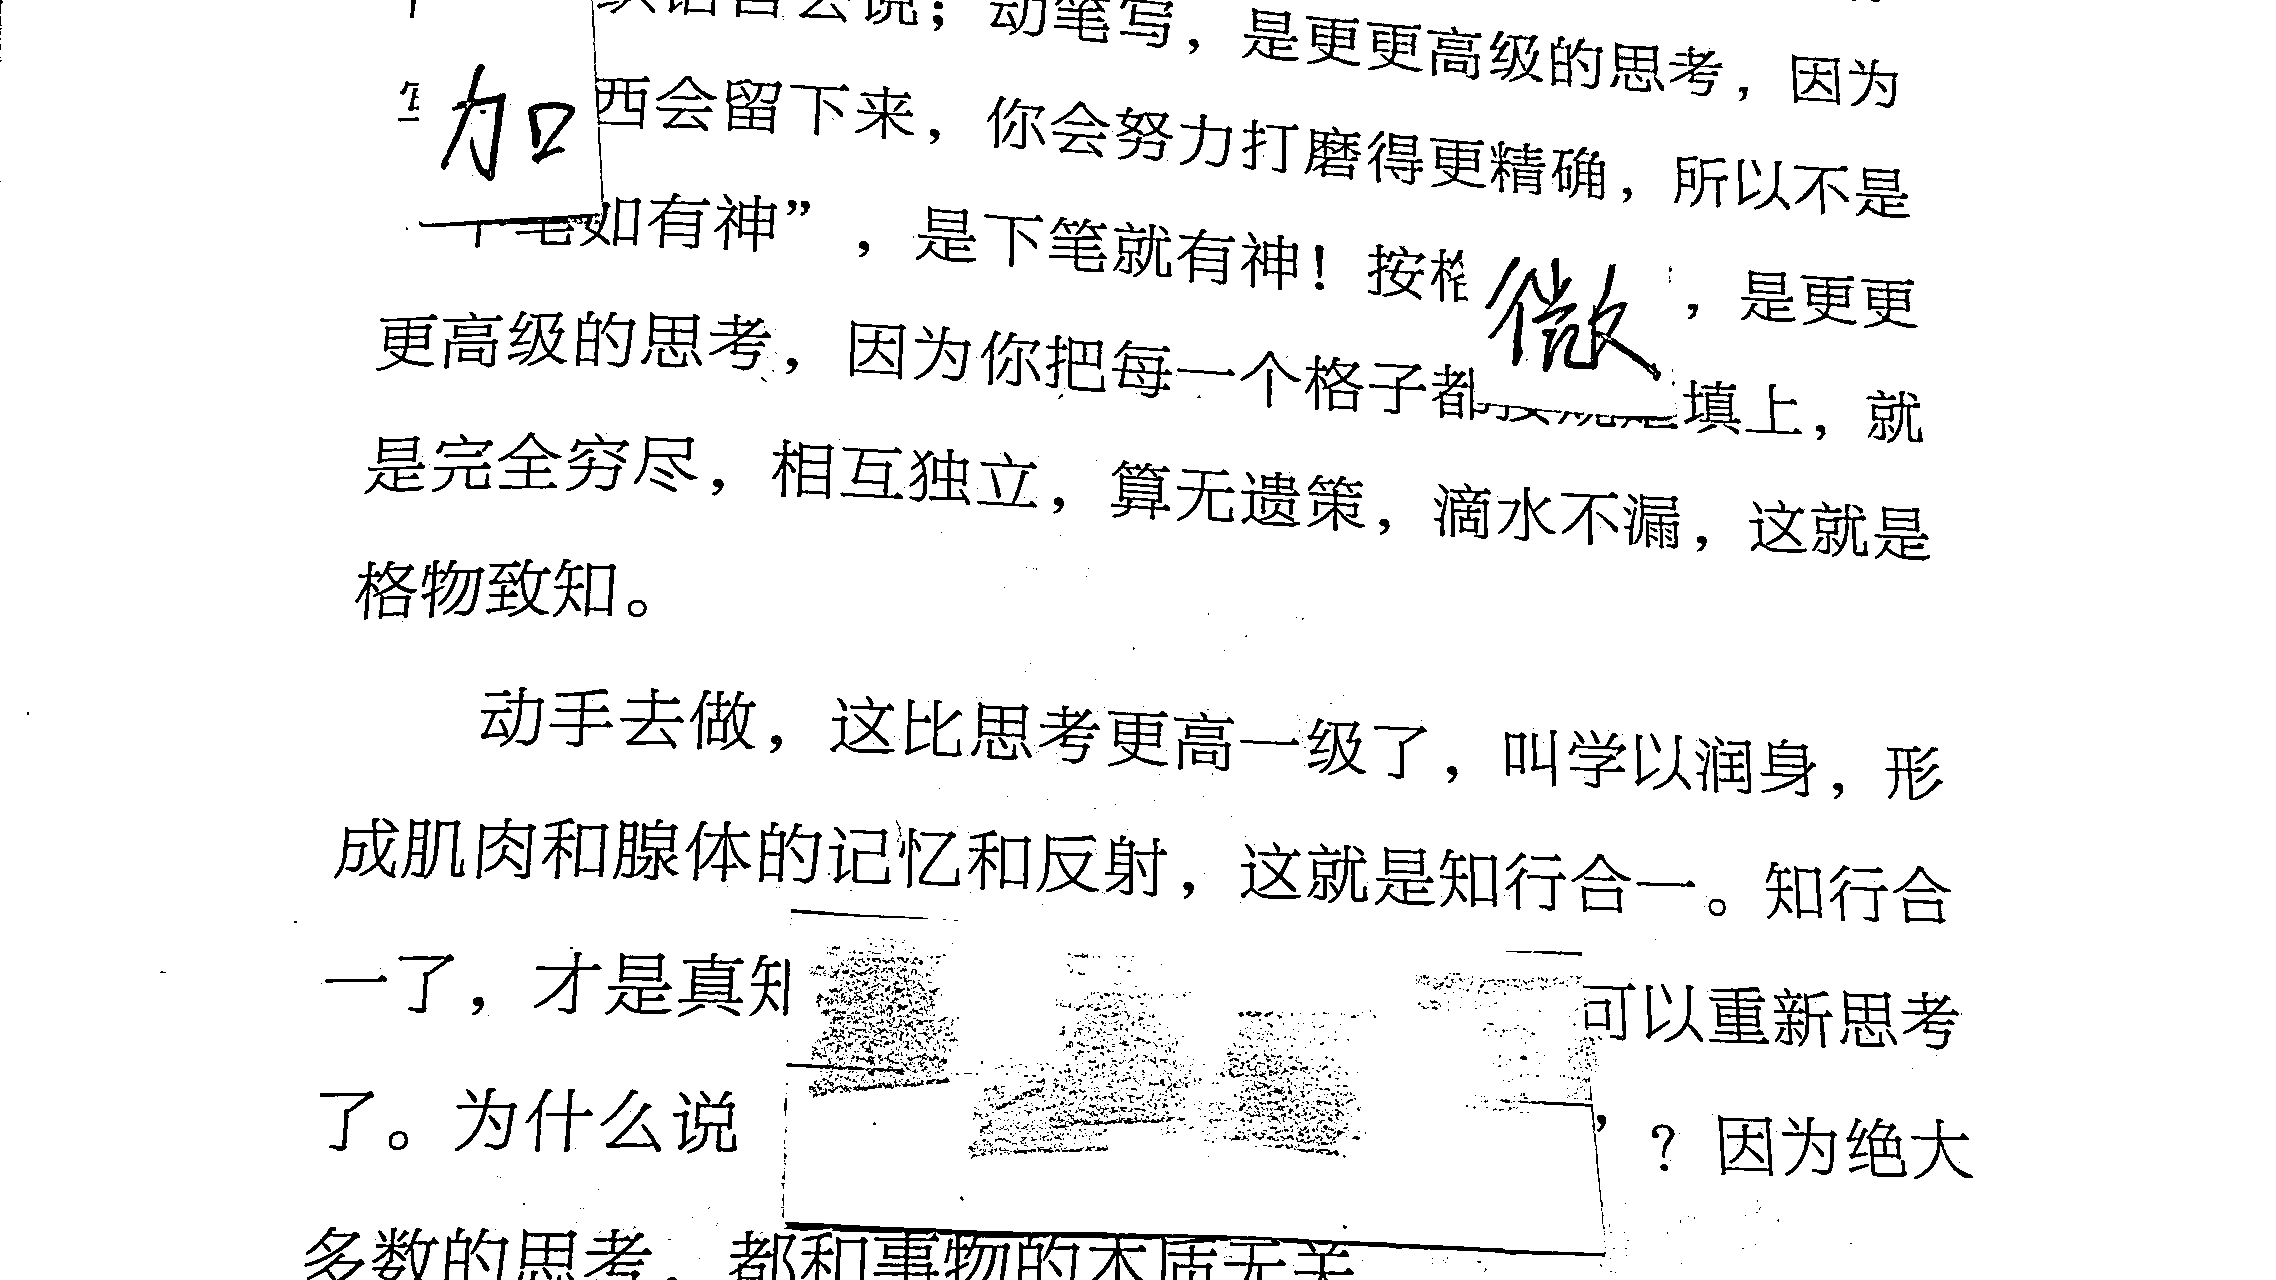 织语言去说；动笔写，是更更高级的思考，因为
加 西会留下来，你会努力打磨得更精确，所以不是
笔如有神”，是下笔就有神！按格 微 ，是更更
更高级的思考，因为你把每一个格子都 填上，就
是完全穷尽，相互独立，算无遗策，滴水不漏，这就是
格物致知。
动手去做，这比思考更高一级了，叫学以润身，形
成肌肉和腺体的记忆和反射，这就是知行合一。知行合
一了，才是真知 可以重新思考
了。为什么说 ”？因为绝大
多数的思考，都和事物的本质无关